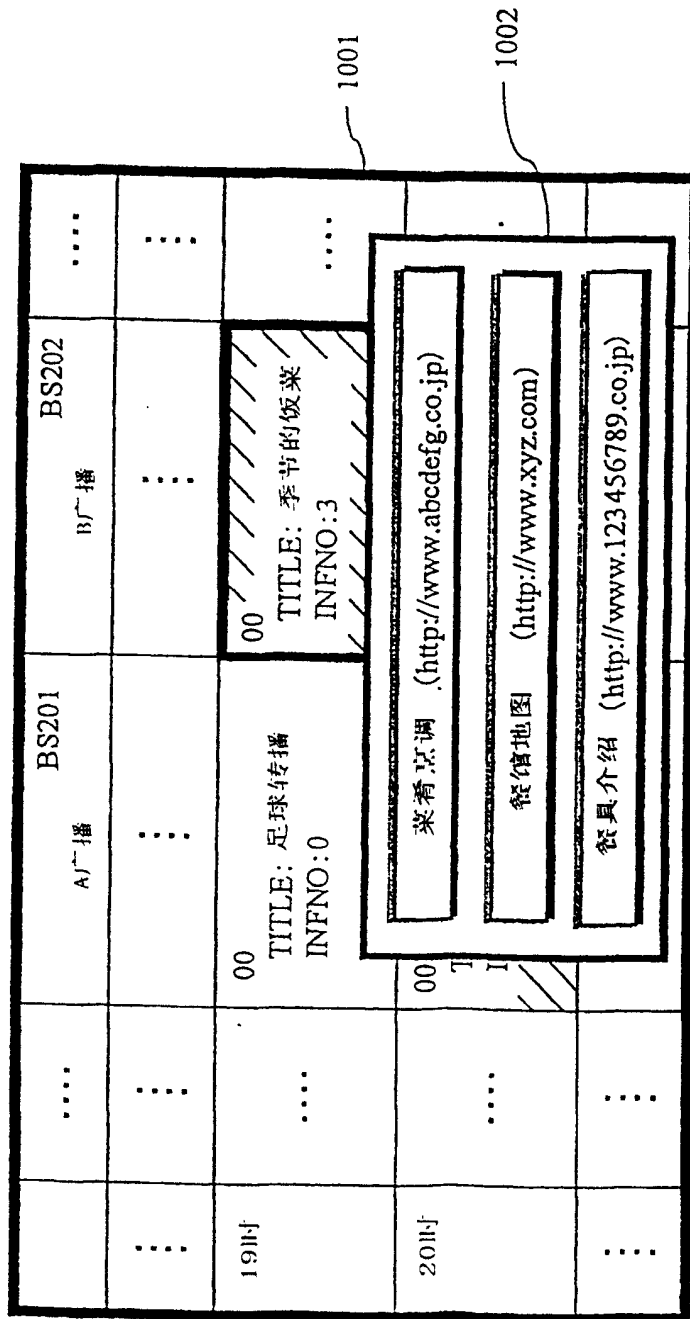 .... A广播 BS201 B广播 BS202 ....
.... .... .... ....
19时 .... 00 00 ....
TITLE: 足球转播 TITLE: 季节的饭菜
INFNO:0 INFNO:3
20时 .... 00
T
I
.... ....
菜肴烹调 (http://www.abcdefg.co.jp)
餐馆地图 (http://www.xyz.com)
餐具介绍 (http://www.123456789.co.jp)
1001
1002